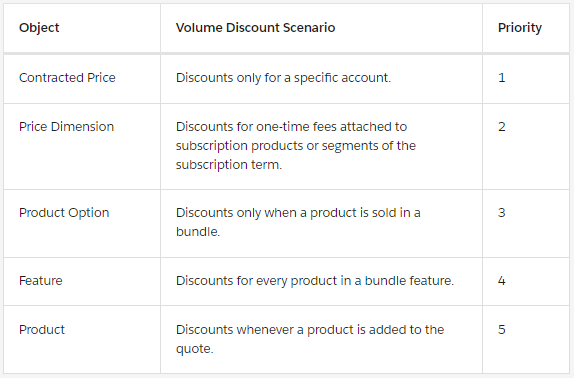 Object Volume Discount Scenario Priority
Contracted Price Discounts only for a specific account. 1
Price Dimension Discounts for one-time fees attached to 2
subscription products or segments of the
subscription term.
Product Option Discounts only when a product is sold in a 3
bundle.
Feature Discounts for every product in a bundle feature. 4
Product Discounts whenever a product is added to the 5
quote.